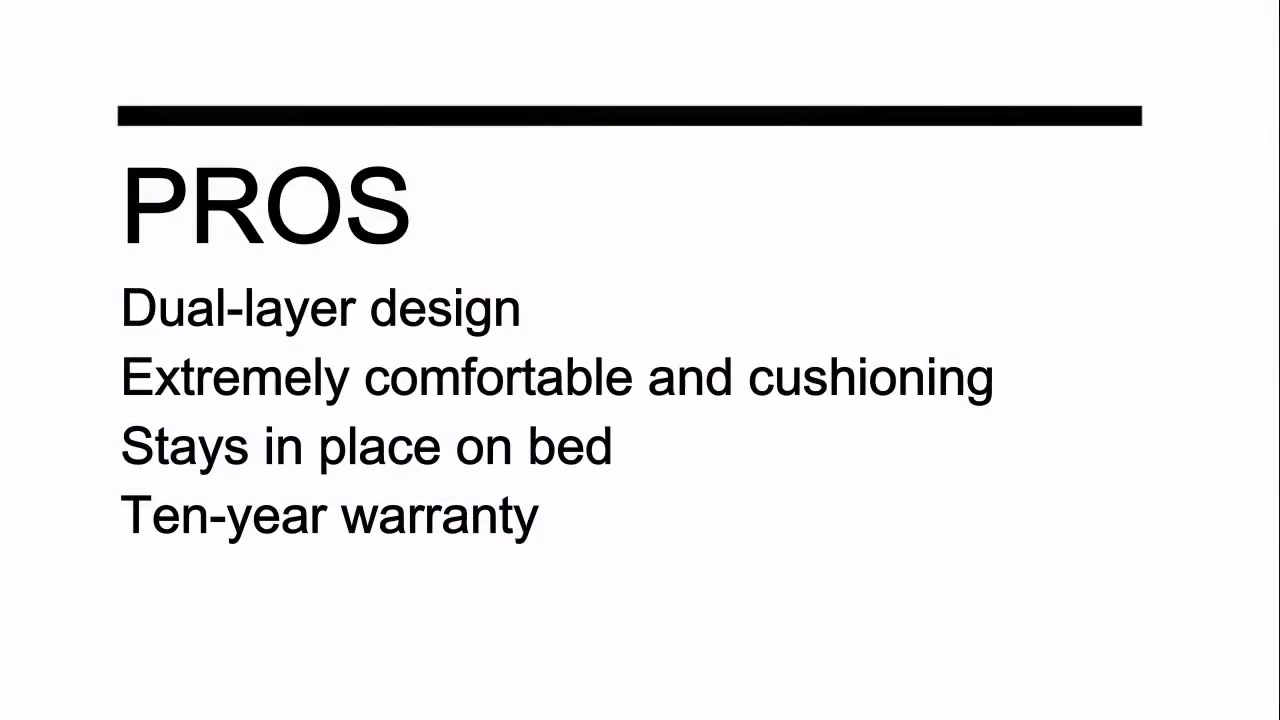 PROS
Dual-layer design
Extremely comfortable and cushioning
Stays in place on bed
Ten-year warranty